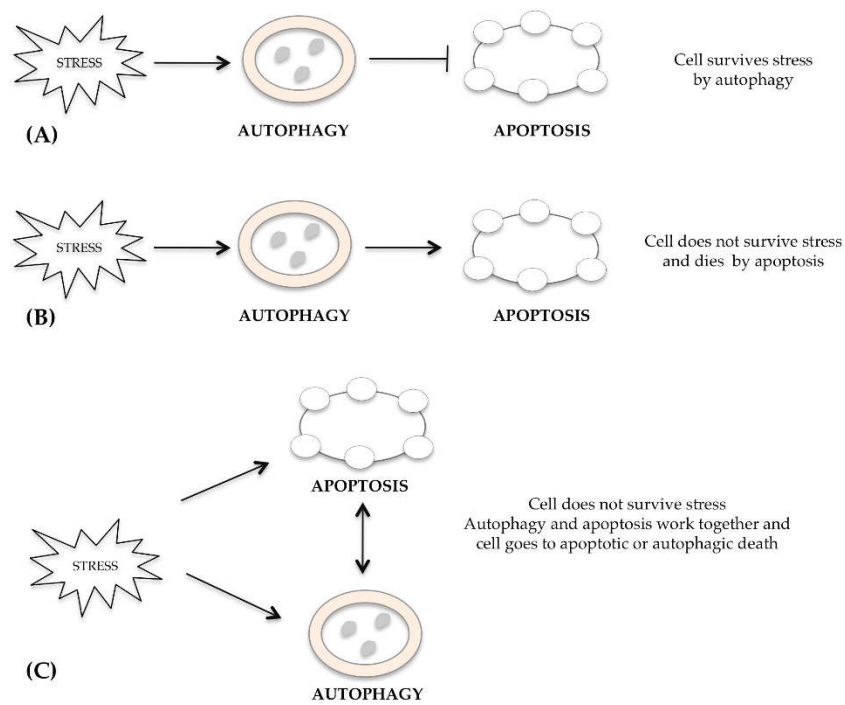 STRESS
Cell survives stress
by autophagy
(A)
AUTOPHAGY
APOPTOSIS
STRESS
Cell does not survive stress
and dies by apoptosis
(B)
AUTOPHAGY
APOPTOSIS
APOPTOSIS
Cell does not survive stress
Autophagy and apoptosis work together and
cell goes to apoptotic or autophagic death
STRESS
(C)
AUTOPHAGY